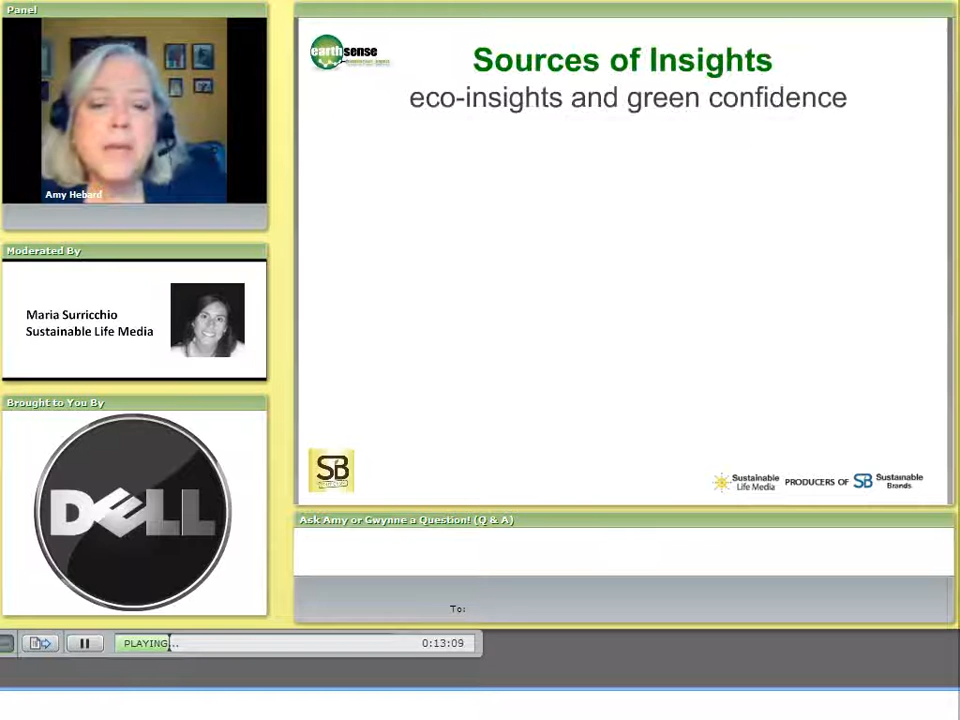 Panel
Amy Hebard
Moderated By
Maria Surricchio
Sustainable Life Media
Brought to You By
DELL
earthsense
Sources of Insights
eco-insights and green confidence
SB
Sustainable
Life Media
PRODUCERS OF
SB Sustainable
Brands
Ask Amy or Gwynne a Question! (Q & A)
To:
PLAYING...
0:13:09